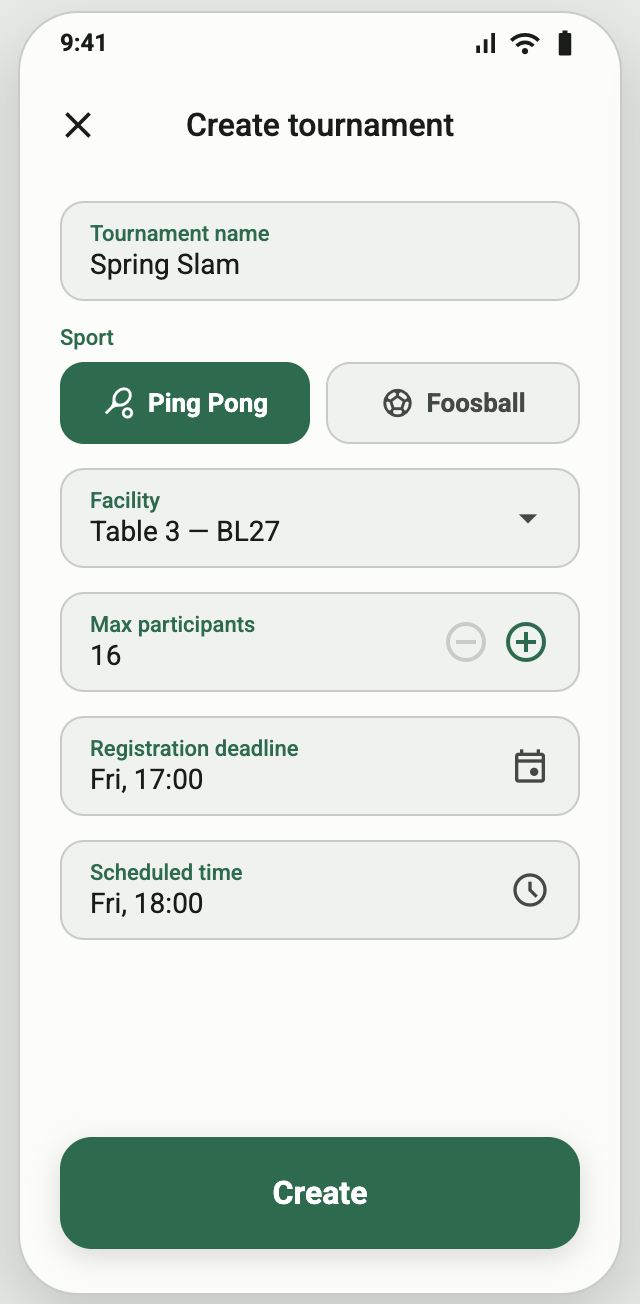 9:41
Create tournament
Tournament name
Spring Slam
Sport
Ping Pong
Foosball
Facility
Table 3 — BL27
Max participants
16
Registration deadline
Fri, 17:00
Scheduled time
Fri, 18:00
Create